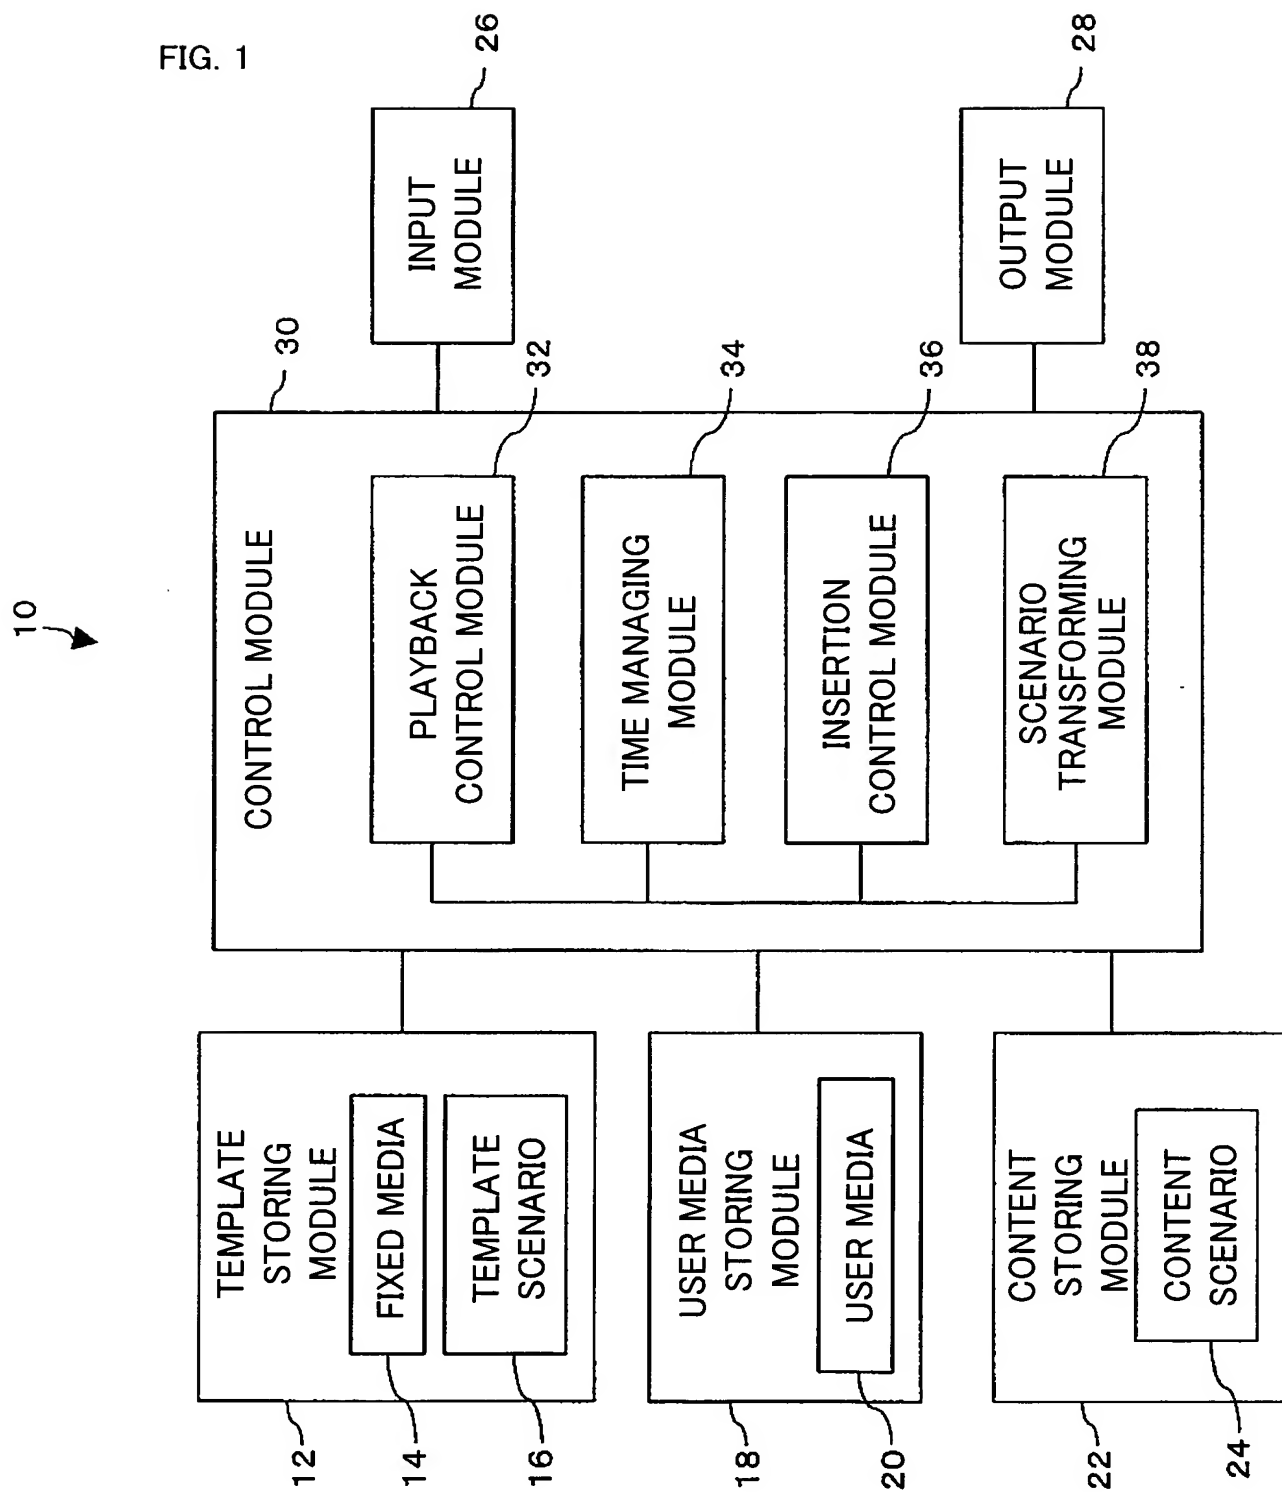 FIG. 1
10
30
CONTROL MODULE
26
INPUT
MODULE
28
OUTPUT
MODULE
32
PLAYBACK
CONTROL MODULE
34
TIME MANAGING
MODULE
36
INSERTION
CONTROL MODULE
38
SCENARIO
TRANSFORMING
MODULE
12
TEMPLATE
STORING
MODULE
14
FIXED MEDIA
16
TEMPLATE
SCENARIO
18
USER MEDIA
STORING
MODULE
20
USER MEDIA
22
CONTENT
STORING
MODULE
24
CONTENT
SCENARIO